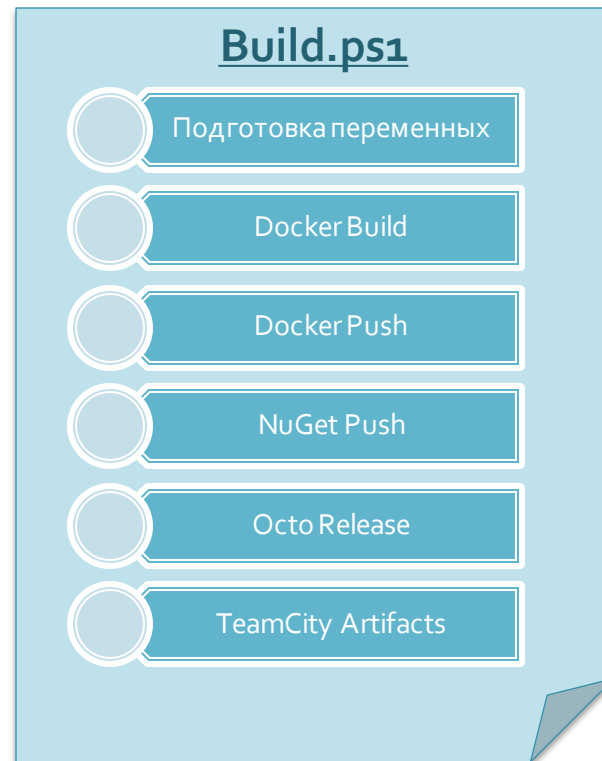 Build.ps1
Подготовка переменных
Docker Build
Docker Push
NuGet Push
Octo Release
TeamCity Artifacts